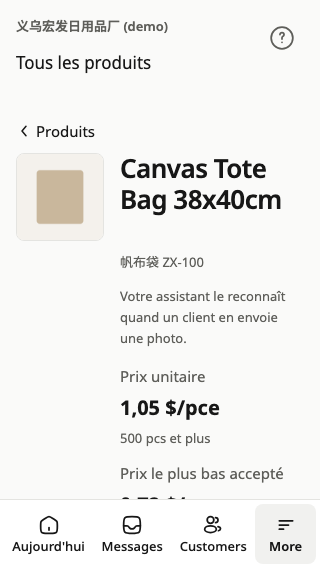 义乌宏发日用品厂 (demo)
Tous les produits
Produits
Canvas Tote
Bag 38x40cm
帆布袋 ZX-100
Votre assistant le reconnaît
quand un client en envoie
une photo.
Prix unitaire
1,05 $/pce
500 pcs et plus
Prix le plus bas accepté
Aujourd'hui
Messages
Customers
More